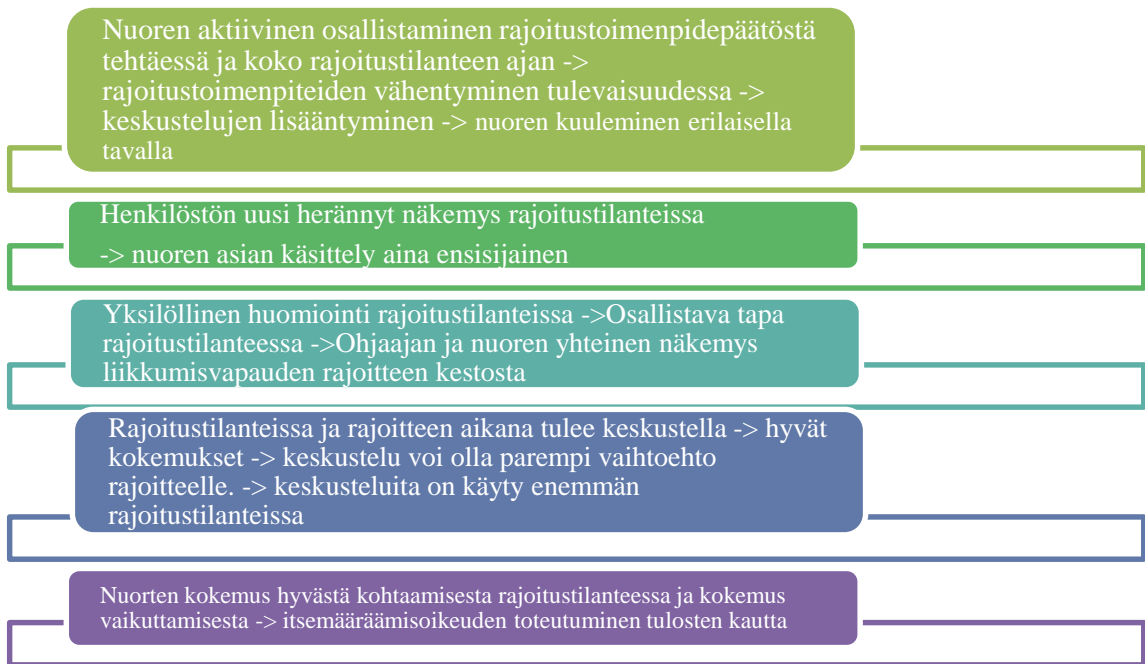 Nuoren aktiivinen osallistaminen rajoitustoimenpidepäätöstä
tehtäessä ja koko rajoitustilanteen ajan ->
rajoitustoimenpiteiden vähentyminen tulevaisuudessa ->
keskustelujen lisääntyminen -> nuoren kuuleminen erilaisella
tavalla
Henkilöstön uusi herännyt näkemys rajoitustilanteissa
-> nuoren asian käsittely aina ensisijainen
Yksilöllinen huomiointi rajoitustilanteissa ->Osallistava tapa
rajoitustilanteessa ->Ohjaajan ja nuoren yhteinen näkemys
liikkumisvapauden rajoitteen kestosta
Rajoitustilanteissa ja rajoitteen aikana tulee keskustella -> hyvät
kokemukset -> keskustelu voi olla parempi vaihtoehto
rajoitteelle. -> keskusteluita on käyty enemmän
rajoitustilanteissa
Nuorten kokemus hyvästä kohtaamisesta rajoitustilanteessa ja kokemus
vaikuttamisesta -> itsemääräämisoikeuden toteutuminen tulosten kautta